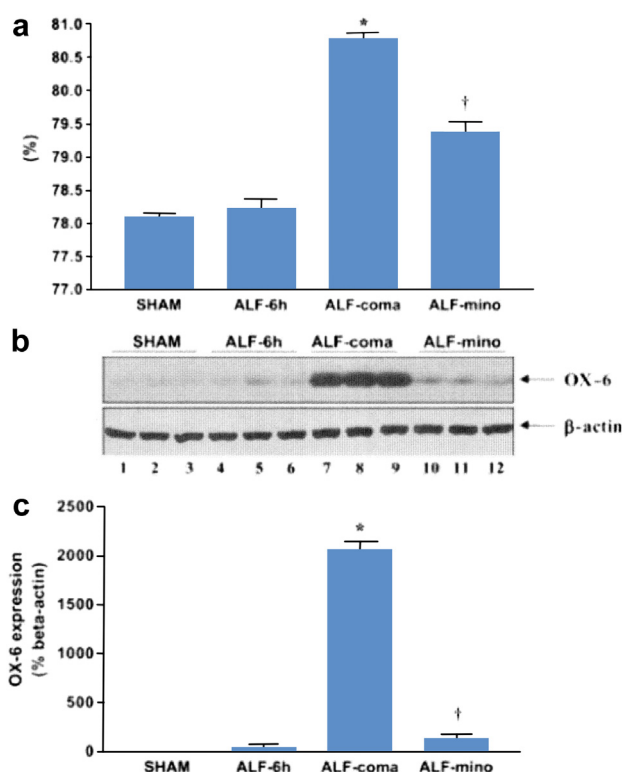 a
81.0
80.5
80.0
79.5
79.0
78.5
78.0
77.5
77.0
(%)
*
†
SHAM ALF-6h ALF-coma ALF-mino
b
SHAM ALF-6h ALF-coma ALF-mino
OX-6
β-actin
1 2 3 4 5 6 7 8 9 10 11 12
c
2500
2000
1500
1000
500
0
OX-6 expression
(% beta-actin)
*
†
SHAM ALF-6h ALF-coma ALF-mino